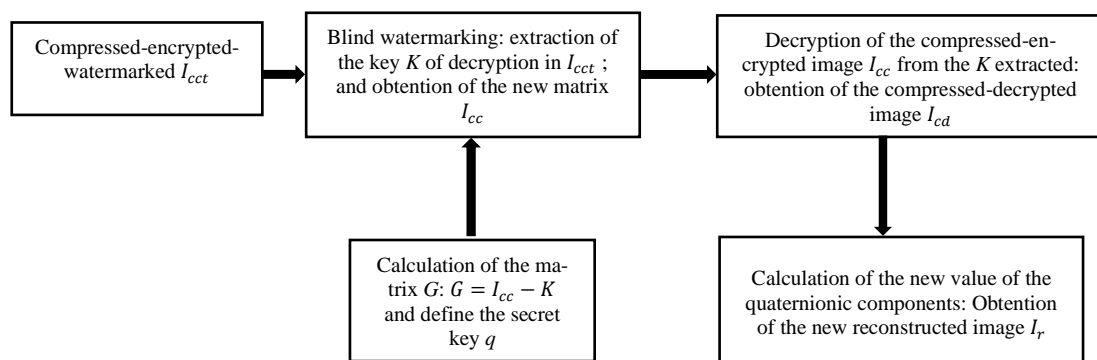 Compressed-encrypted-
watermarked I_cct
Blind watermarking: extraction of
the key K of decryption in I_cct ;
and obtention of the new matrix
I_cc
Decryption of the compressed-en-
crypted image I_cc from the K extracted:
obtention of the compressed-decrypted
image I_cd
Calculation of the ma-
trix G: G = I_cc − K
and define the secret
key q
Calculation of the new value of the
quaternionic components: Obtention
of the new reconstructed image I_r